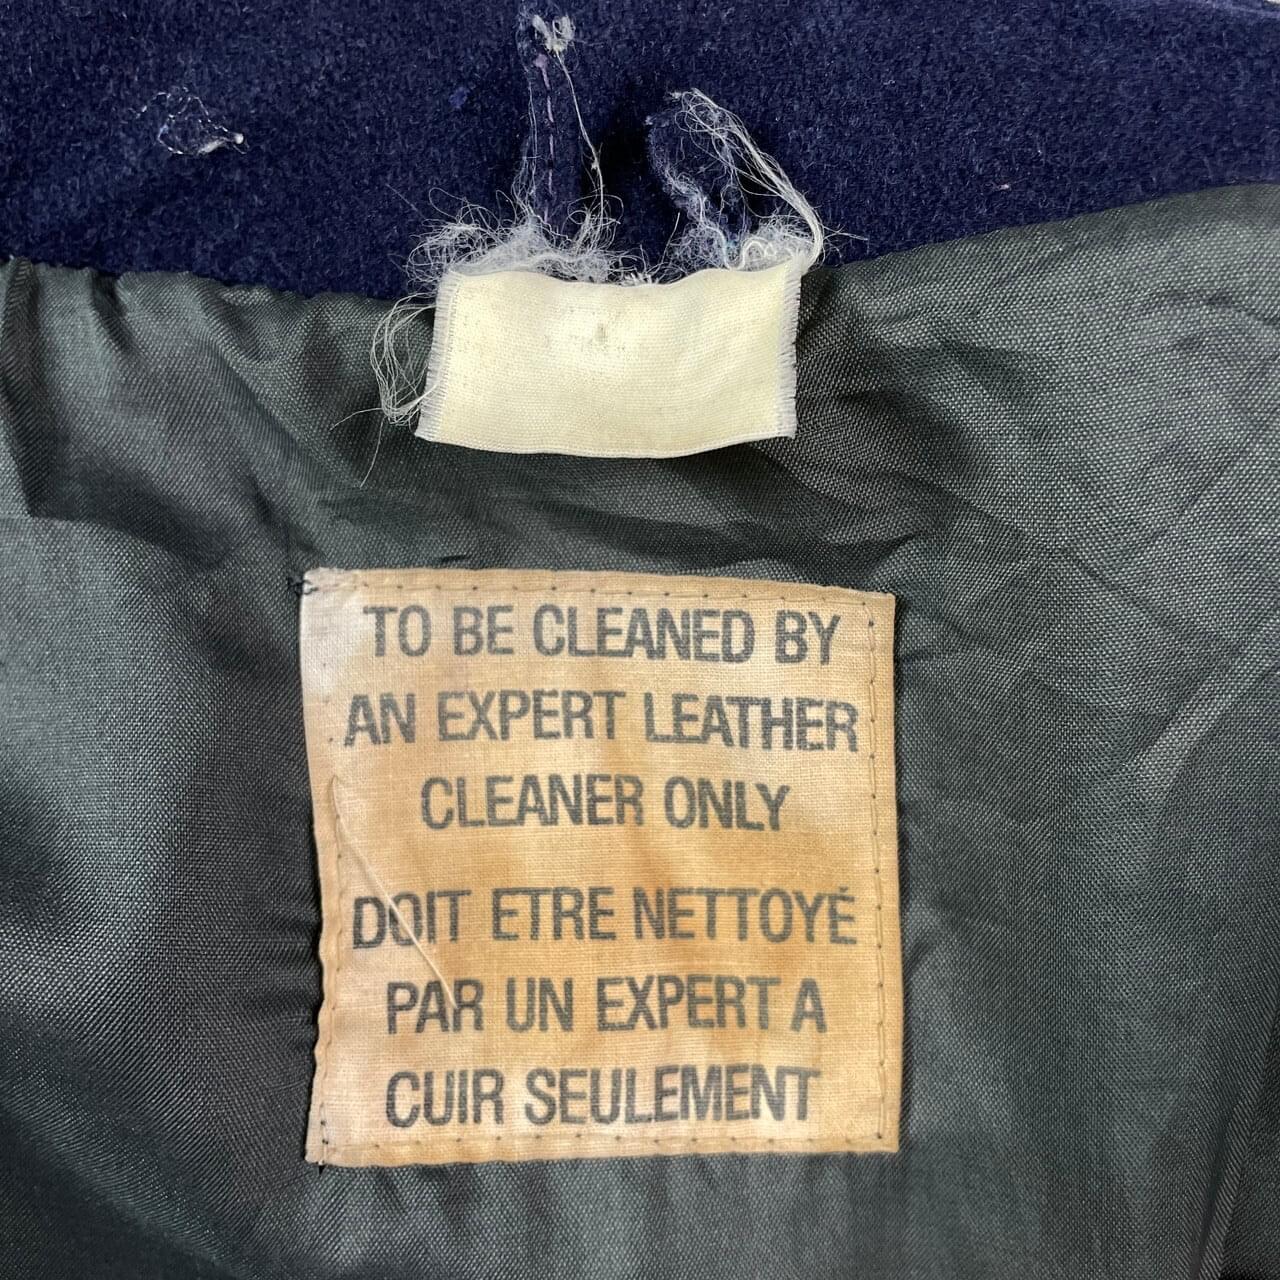 TO BE CLEANED BY
AN EXPERT LEATHER
CLEANER ONLY
DOIT ETRE NETTOYÉ
PAR UN EXPERT A
CUIR SEULEMENT